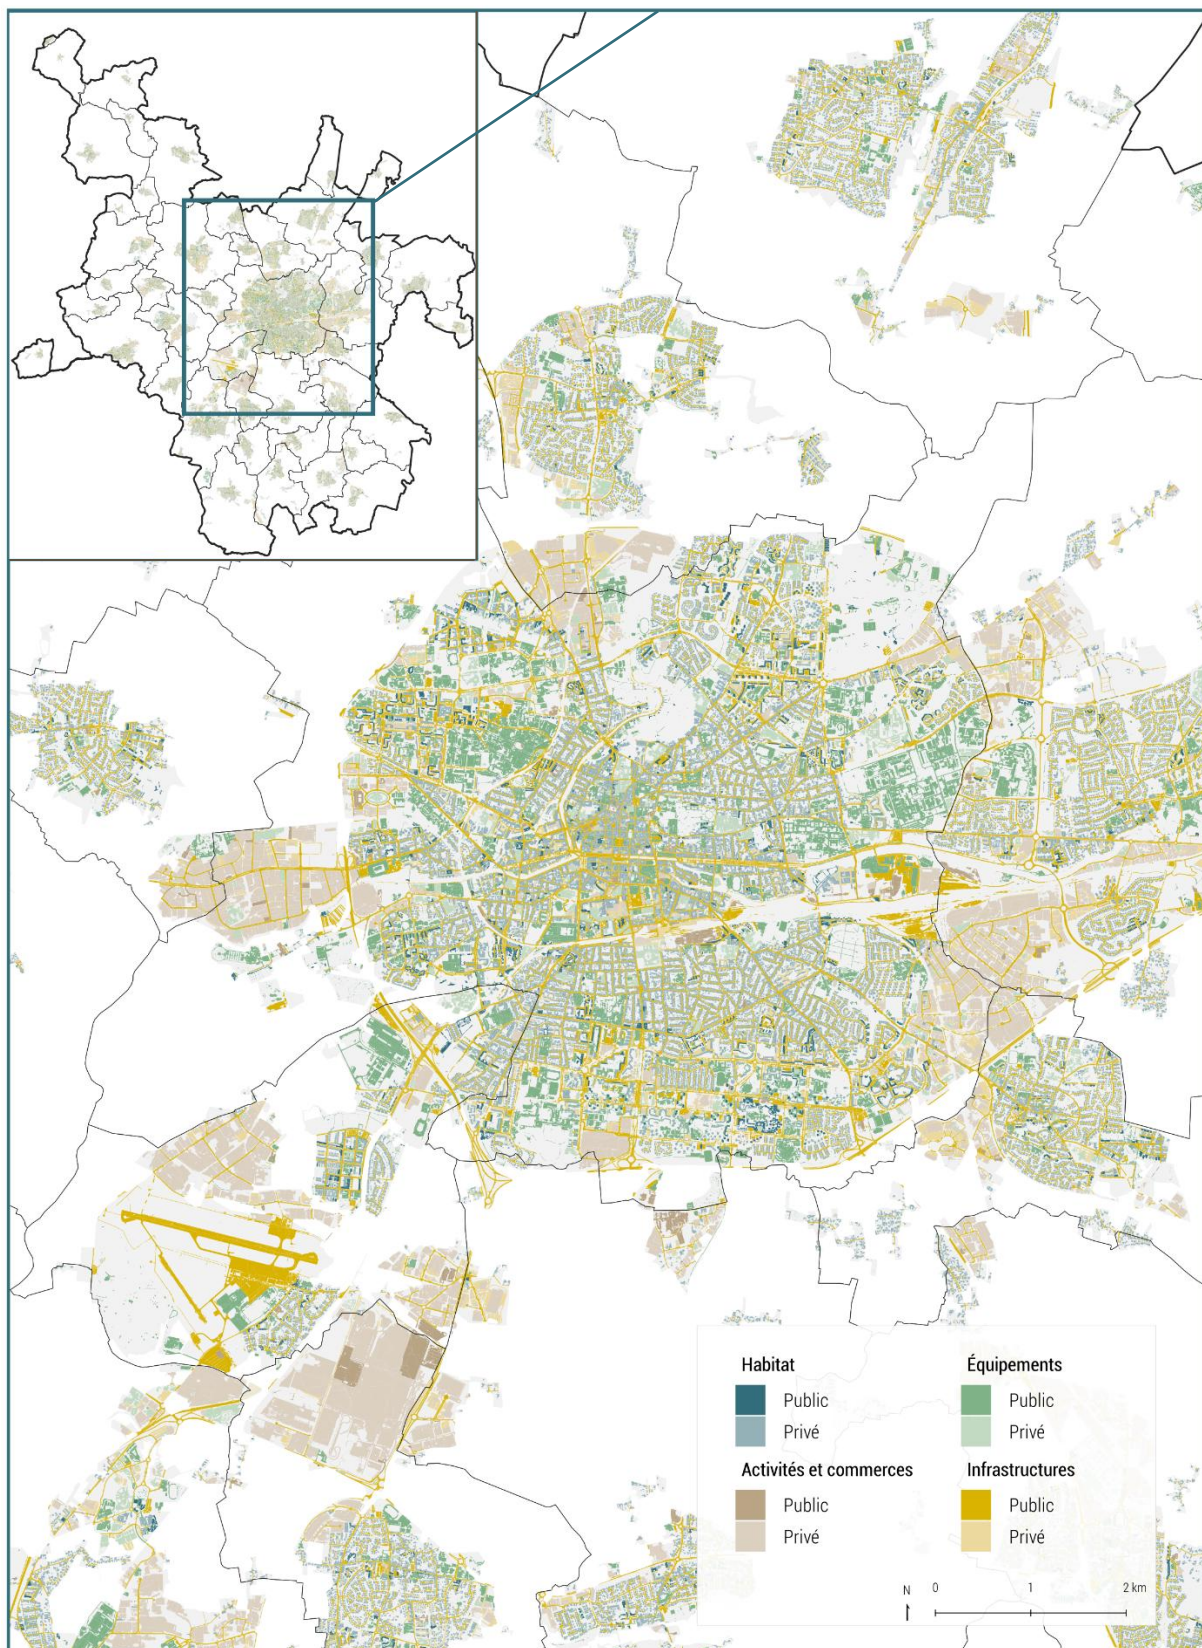 Habitat
Public
Privé
Équipements
Public
Privé
Activités et commerces
Public
Privé
Infrastructures
Public
Privé
N
0 1 2 km